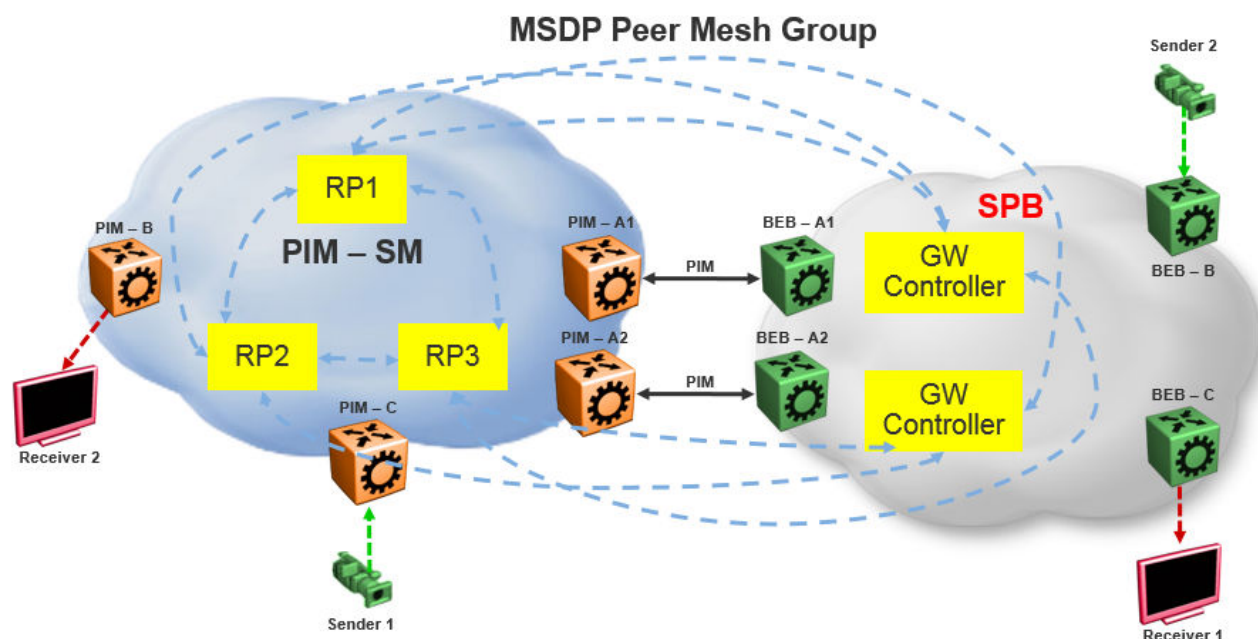 MSDP Peer Mesh Group
Sender 2
RP1
PIM – B
PIM – SM
PIM – A1
BEB – A1
SPB
PIM
GW
Controller
BEB – B
RP2
RP3
PIM – A2
BEB – A2
PIM
GW
Controller
PIM – C
BEB – C
Receiver 2
Sender 1
Receiver 1